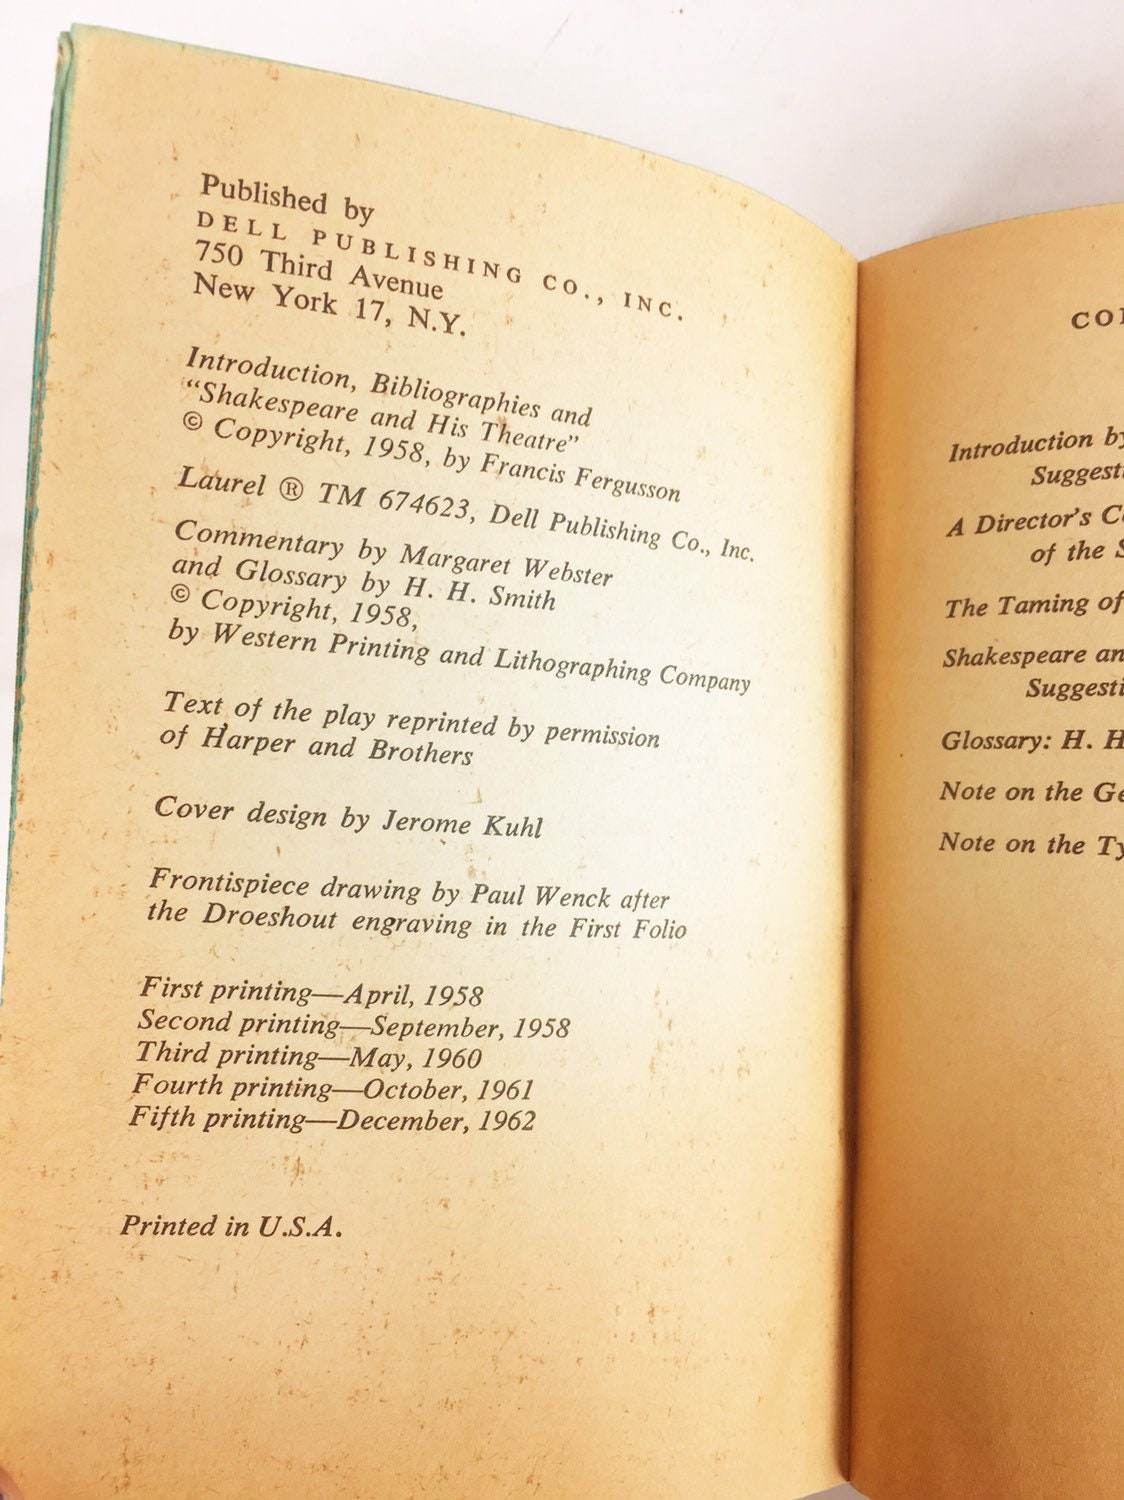 Published by
DELL PUBLISHING CO., INC.
750 Third Avenue
New York 17, N.Y.
Introduction, Bibliographies and
“Shakespeare and His Theatre”
© Copyright, 1958, by Francis Fergusson
Laurel ® TM 674623, Dell Publishing Co., Inc.
Commentary by Margaret Webster
and Glossary by H. H. Smith
© Copyright, 1958,
by Western Printing and Lithographing Company
Text of the play reprinted by permission
of Harper and Brothers
Cover design by Jerome Kuhl
Frontispiece drawing by Paul Wenck after
the Droeshout engraving in the First Folio
First printing—April, 1958
Second printing—September, 1958
Third printing—May, 1960
Fourth printing—October, 1961
Fifth printing—December, 1962
Printed in U.S.A.
Introduction by
A Director's
of the
The Taming of
Shakespeare
Glossary: H.
Note on the
Note on the